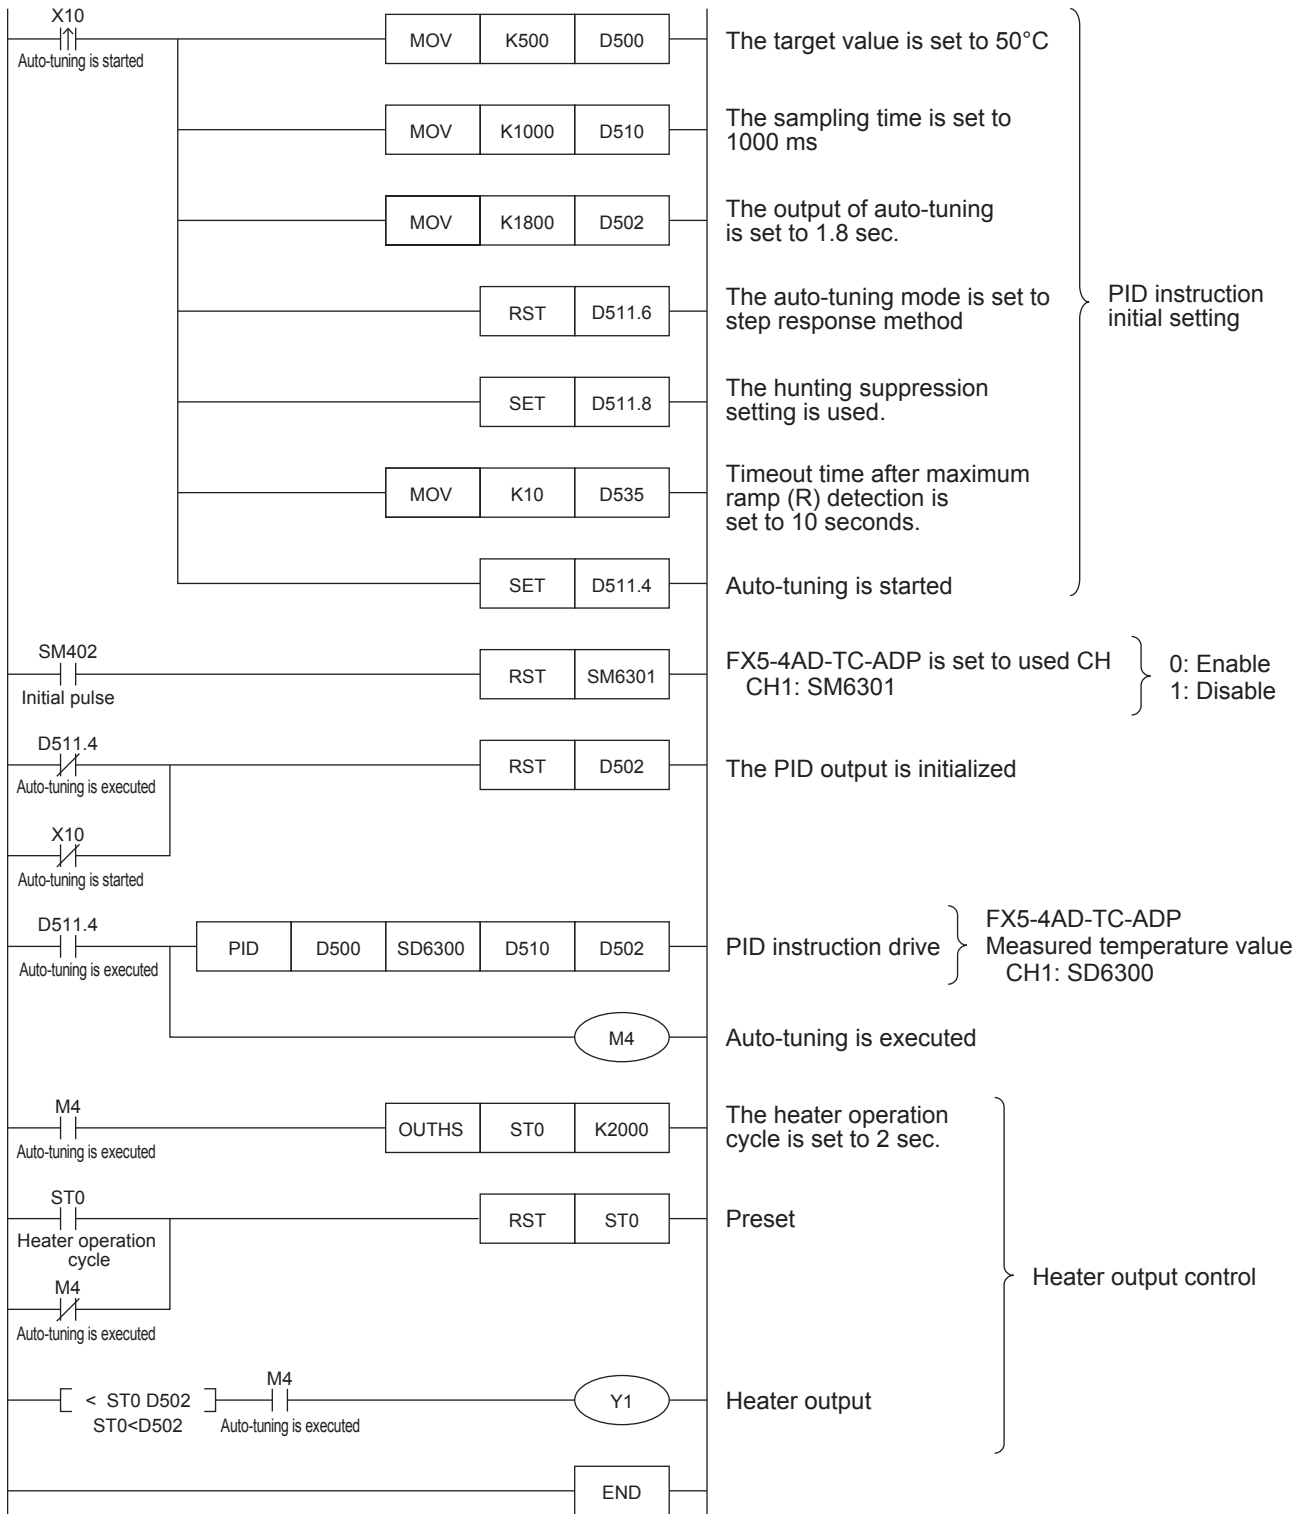 X10
Auto-tuning is started
MOV K500 D500
The target value is set to 50°C
MOV K1000 D510
The sampling time is set to
1000 ms
MOV K1800 D502
The output of auto-tuning
is set to 1.8 sec.
RST D511.6
The auto-tuning mode is set to
step response method
PID instruction
initial setting
SET D511.8
The hunting suppression
setting is used.
MOV K10 D535
Timeout time after maximum
ramp (R) detection is
set to 10 seconds.
SET D511.4
Auto-tuning is started
SM402
Initial pulse
RST SM6301
FX5-4AD-TC-ADP is set to used CH
CH1: SM6301
0: Enable
1: Disable
D511.4
Auto-tuning is executed
RST D502
The PID output is initialized
X10
Auto-tuning is started
D511.4
Auto-tuning is executed
PID D500 SD6300 D510 D502
PID instruction drive
FX5-4AD-TC-ADP
Measured temperature value
CH1: SD6300
M4
Auto-tuning is executed
M4
Auto-tuning is executed
OUTHS ST0 K2000
The heater operation
cycle is set to 2 sec.
ST0
Heater operation
cycle
RST ST0
Preset
M4
Auto-tuning is executed
Heater output control
< ST0 D502
ST0<D502
M4
Auto-tuning is executed
Y1
Heater output
END